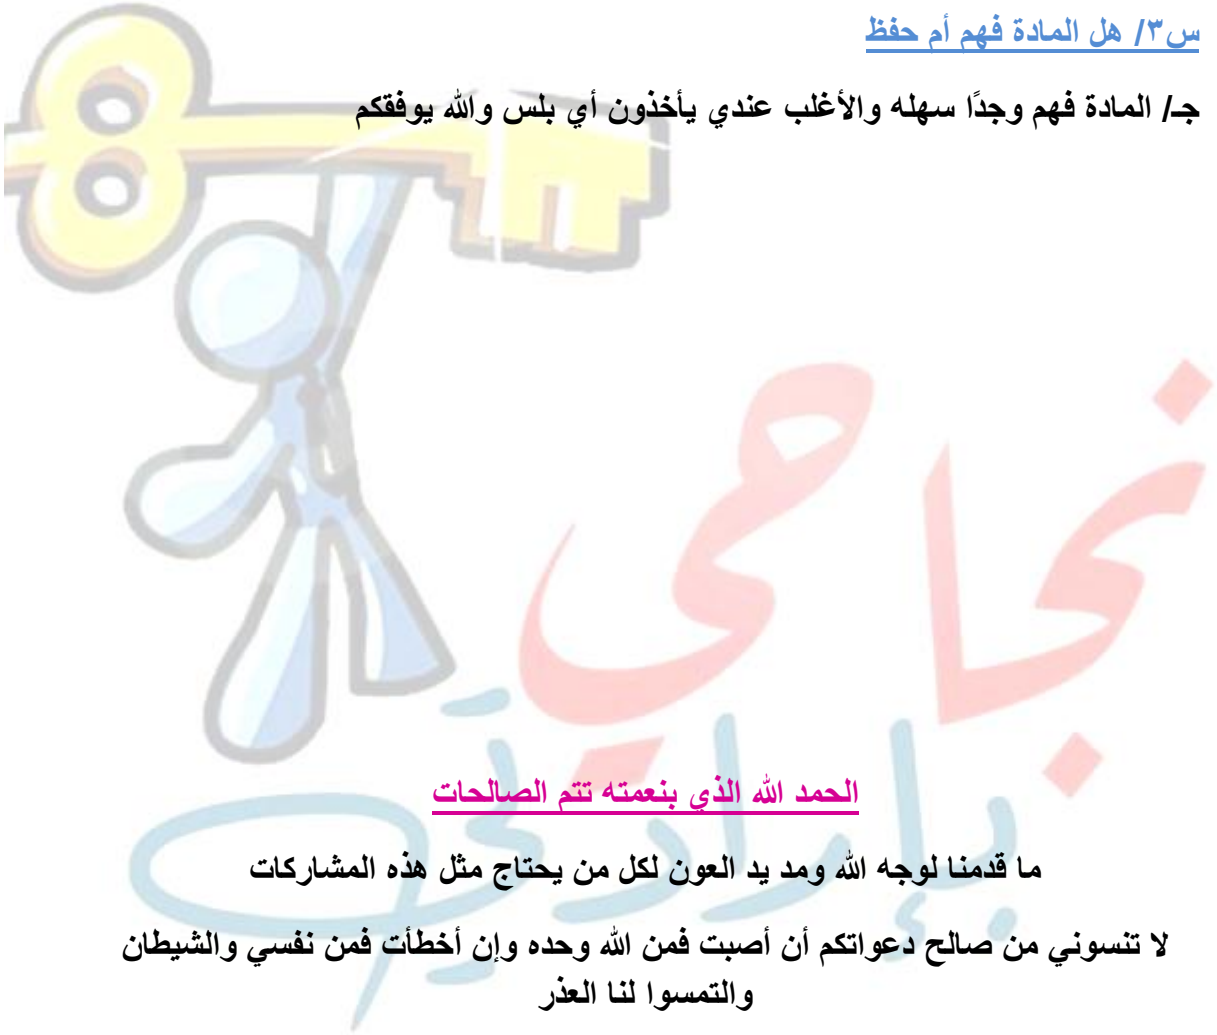 س٣/ هل المادة فهم أم حفظ
جـ/ المادة فهم وجدًا سهله والأغلب عندي يأخذون أي بلس والله يوفقكم
نجاحي
بإرادتي
الحمد الله الذي بنعمته تتم الصالحات
ما قدمنا لوجه الله ومد يد العون لكل من يحتاج مثل هذه المشاركات
لا تنسوني من صالح دعواتكم أن أصبت فمن الله وحده وإن أخطأت فمن نفسي والشيطان
والتمسوا لنا العذر